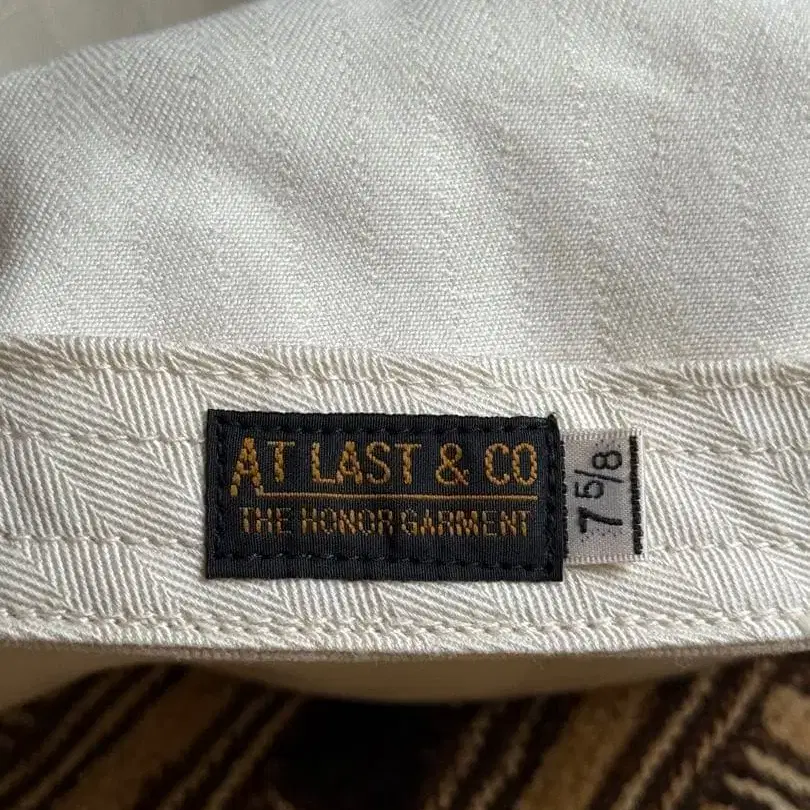 AT LAST & CO
THE HONOR GARMENT
7 5/8